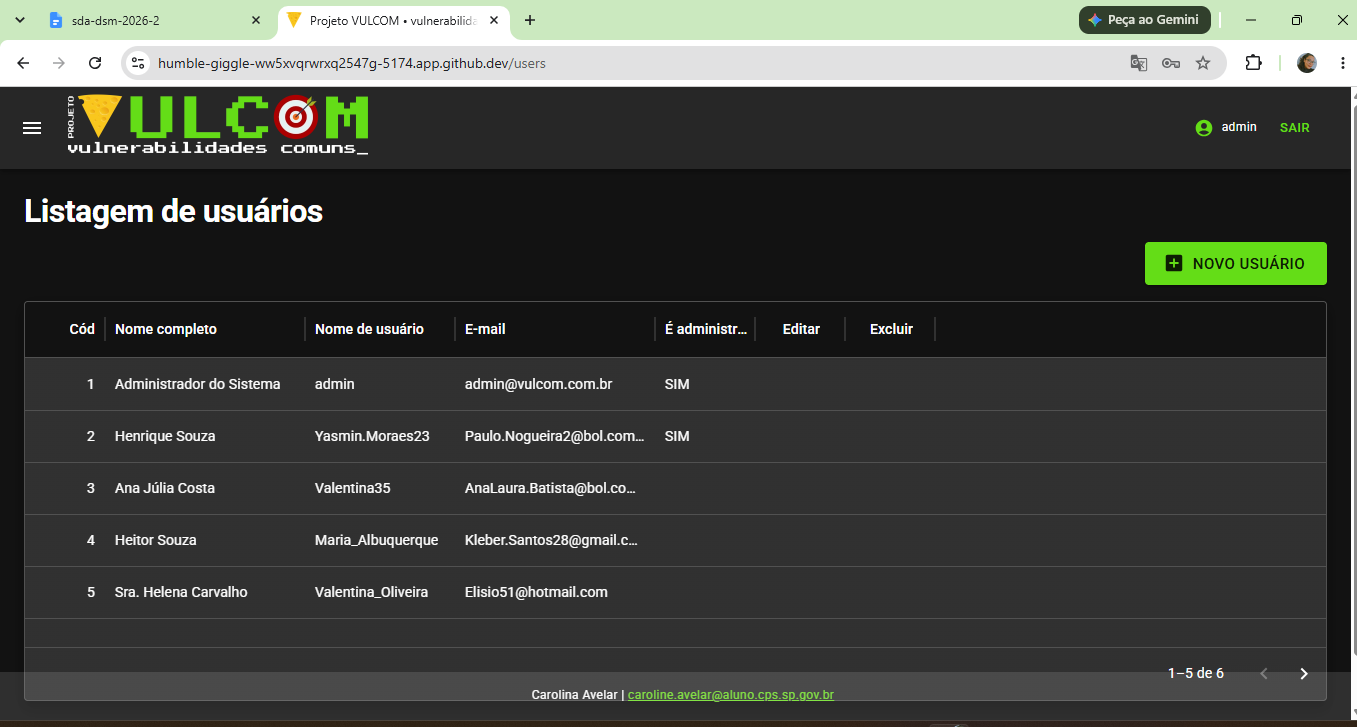 sda-dsm-2026-2
Projeto VULCOM • vulnerabilida
Peça ao Gemini
humble-giggle-ww5xvqrwrxq2547g-5174.app.github.dev/users
PROJETO VULCOM
vulnerabilidades comuns_
admin SAIR
Listagem de usuários
NOVO USUÁRIO
Cód Nome completo Nome de usuário E-mail É administr... Editar Excluir
1 Administrador do Sistema admin admin@vulcom.com.br SIM
2 Henrique Souza Yasmin.Moraes23 Paulo.Nogueira2@bol.com... SIM
3 Ana Júlia Costa Valentina35 AnaLaura.Batista@bol.co...
4 Heitor Souza Maria_Albuquerque Kleber.Santos28@gmail.c...
5 Sra. Helena Carvalho Valentina_Oliveira Elisio51@hotmail.com
1–5 de 6
Carolina Avelar | caroline.avelar@aluno.cps.sp.gov.br